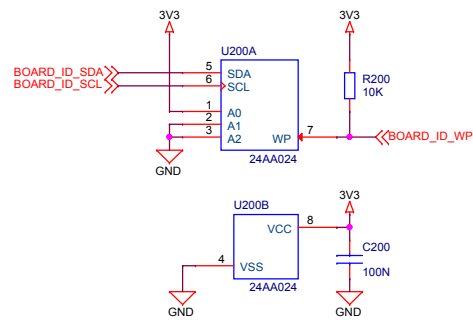 3V3
3V3
U200A
BOARD_ID_SDA
5
SDA
BOARD_ID_SCL
6
SCL
R200
10K
1
A0
2
A1
3
A2
WP
7
BOARD_ID_WP
24AA024
GND
3V3
U200B
VCC
8
C200
100N
4
VSS
24AA024
GND
GND